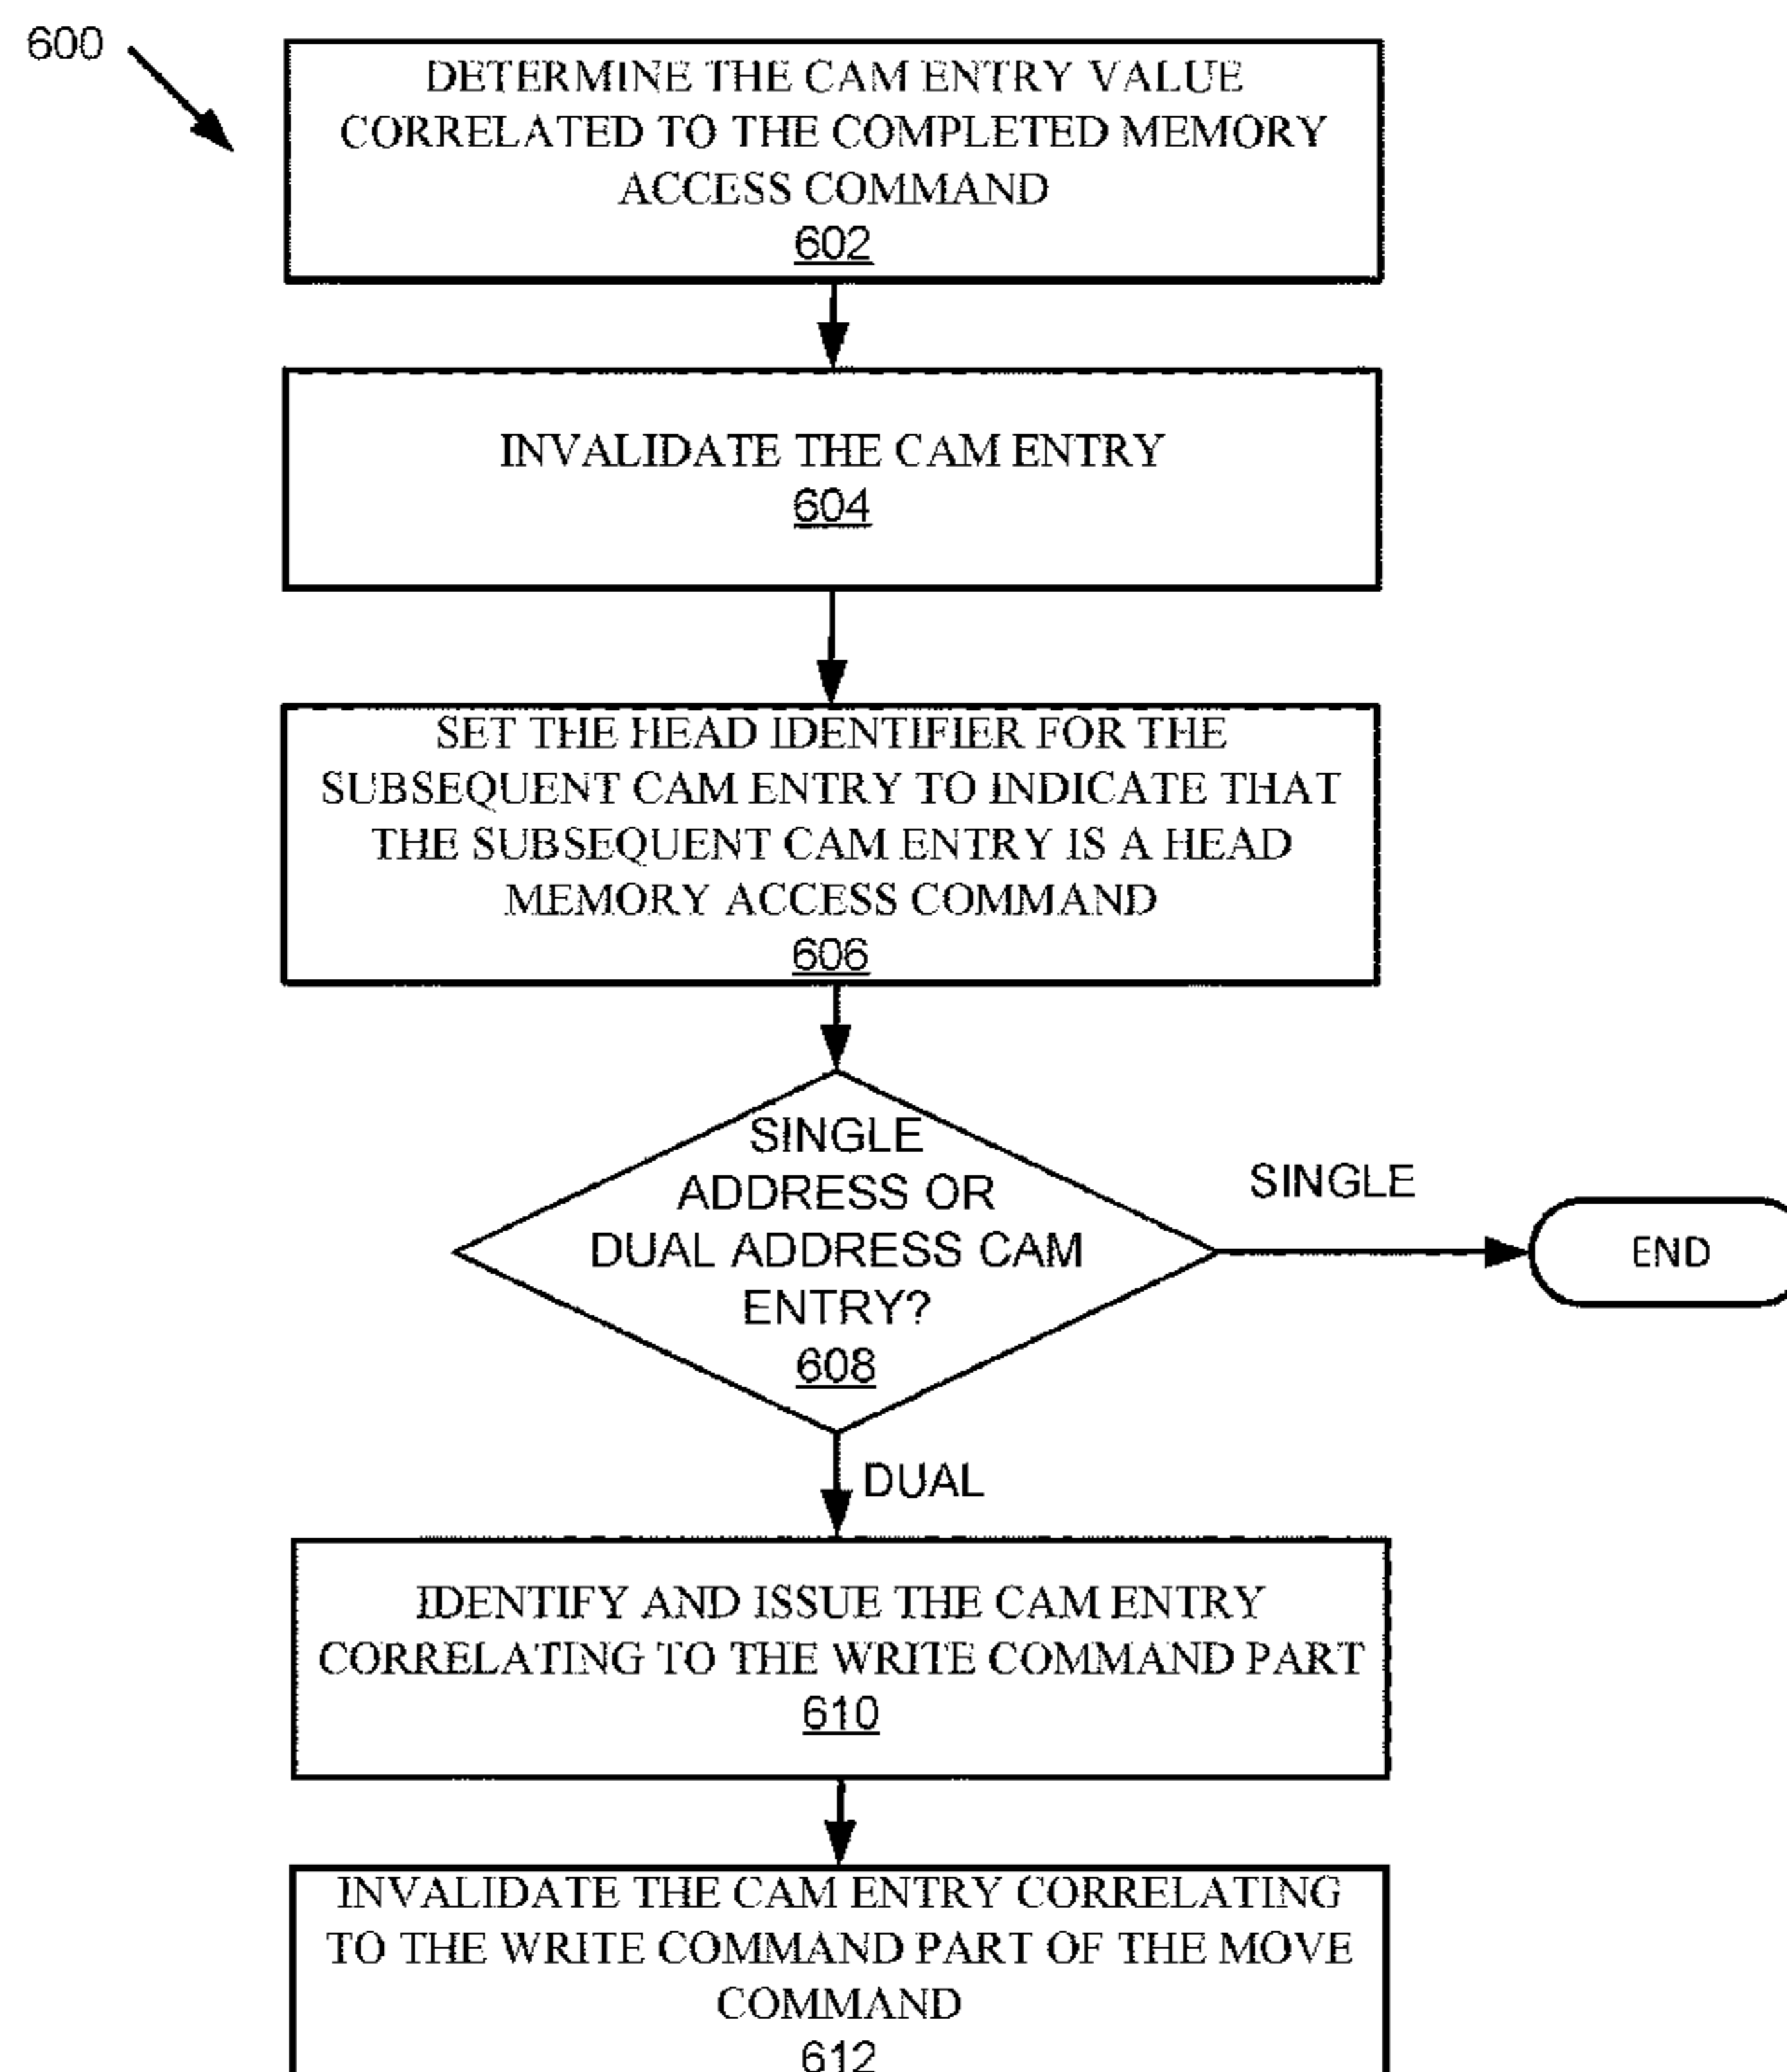 600
DETERMINE THE CAM ENTRY VALUE
CORRELATED TO THE COMPLETED MEMORY
ACCESS COMMAND
602
INVALIDATE THE CAM ENTRY
604
SET THE HEAD IDENTIFIER FOR THE
SUBSEQUENT CAM ENTRY TO INDICATE THAT
THE SUBSEQUENT CAM ENTRY IS A HEAD
MEMORY ACCESS COMMAND
606
SINGLE
ADDRESS OR
DUAL ADDRESS CAM
ENTRY?
608
SINGLE
END
DUAL
IDENTIFY AND ISSUE THE CAM ENTRY
CORRELATING TO THE WRITE COMMAND PART
610
INVALIDATE THE CAM ENTRY CORRELATING
TO THE WRITE COMMAND PART OF THE MOVE
COMMAND
612